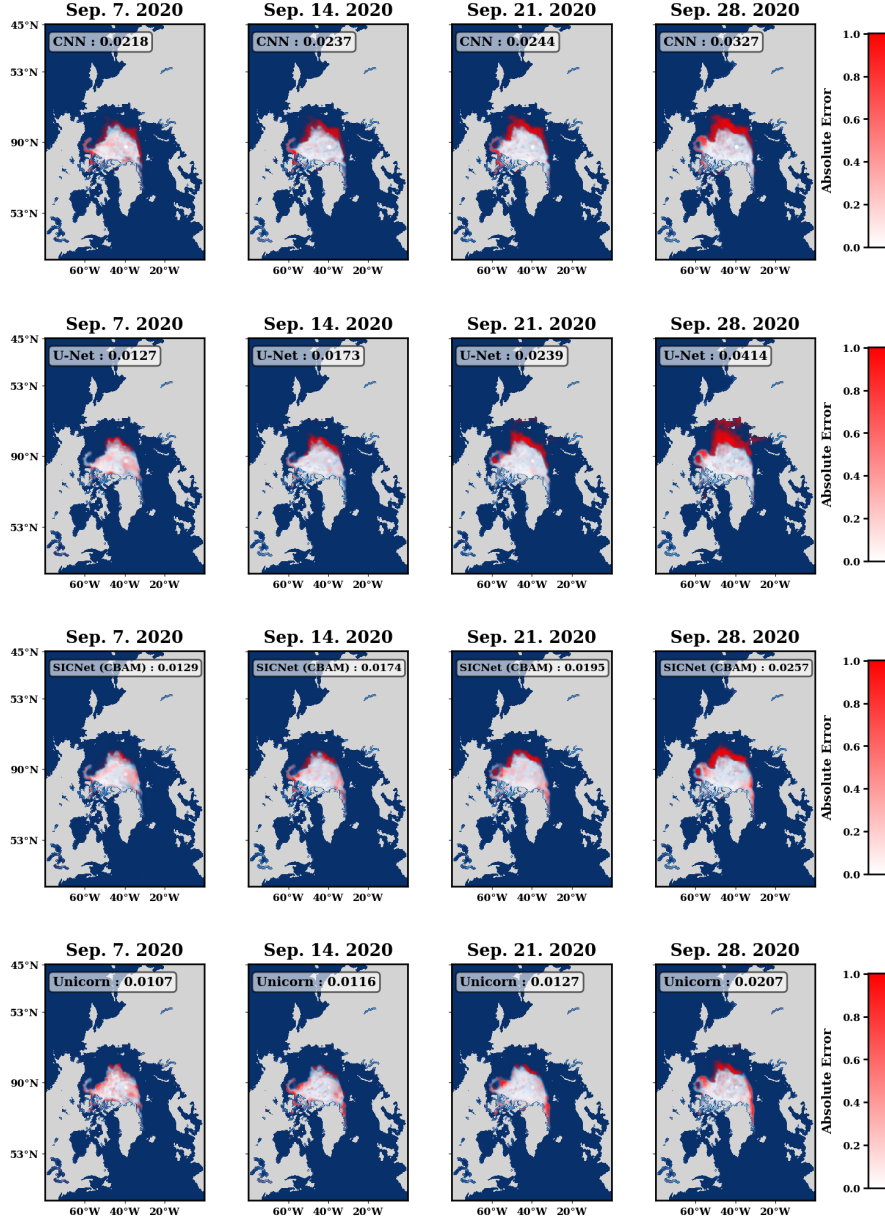 Sep. 7. 2020 Sep. 14. 2020 Sep. 21. 2020 Sep. 28. 2020
45°N CNN : 0.0218 CNN : 0.0237 CNN : 0.0244 CNN : 0.0327 1.0
53°N 0.8
0.6
90°N Absolute Error
0.4
0.2
53°N
0.0
60°W 40°W 20°W 60°W 40°W 20°W 60°W 40°W 20°W 60°W 40°W 20°W
Sep. 7. 2020 Sep. 14. 2020 Sep. 21. 2020 Sep. 28. 2020
45°N U-Net : 0.0127 U-Net : 0.0173 U-Net : 0.0239 U-Net : 0.0414 1.0
53°N 0.8
0.6
90°N Absolute Error
0.4
0.2
53°N
0.0
60°W 40°W 20°W 60°W 40°W 20°W 60°W 40°W 20°W 60°W 40°W 20°W
Sep. 7. 2020 Sep. 14. 2020 Sep. 21. 2020 Sep. 28. 2020
45°N SICNet (CBAM) : 0.0129 SICNet (CBAM) : 0.0174 SICNet (CBAM) : 0.0195 SICNet (CBAM) : 0.0257 1.0
53°N 0.8
0.6
90°N Absolute Error
0.4
0.2
53°N
0.0
60°W 40°W 20°W 60°W 40°W 20°W 60°W 40°W 20°W 60°W 40°W 20°W
Sep. 7. 2020 Sep. 14. 2020 Sep. 21. 2020 Sep. 28. 2020
45°N Unicorn : 0.0107 Unicorn : 0.0116 Unicorn : 0.0127 Unicorn : 0.0207 1.0
53°N 0.8
0.6
90°N Absolute Error
0.4
0.2
53°N
0.0
60°W 40°W 20°W 60°W 40°W 20°W 60°W 40°W 20°W 60°W 40°W 20°W